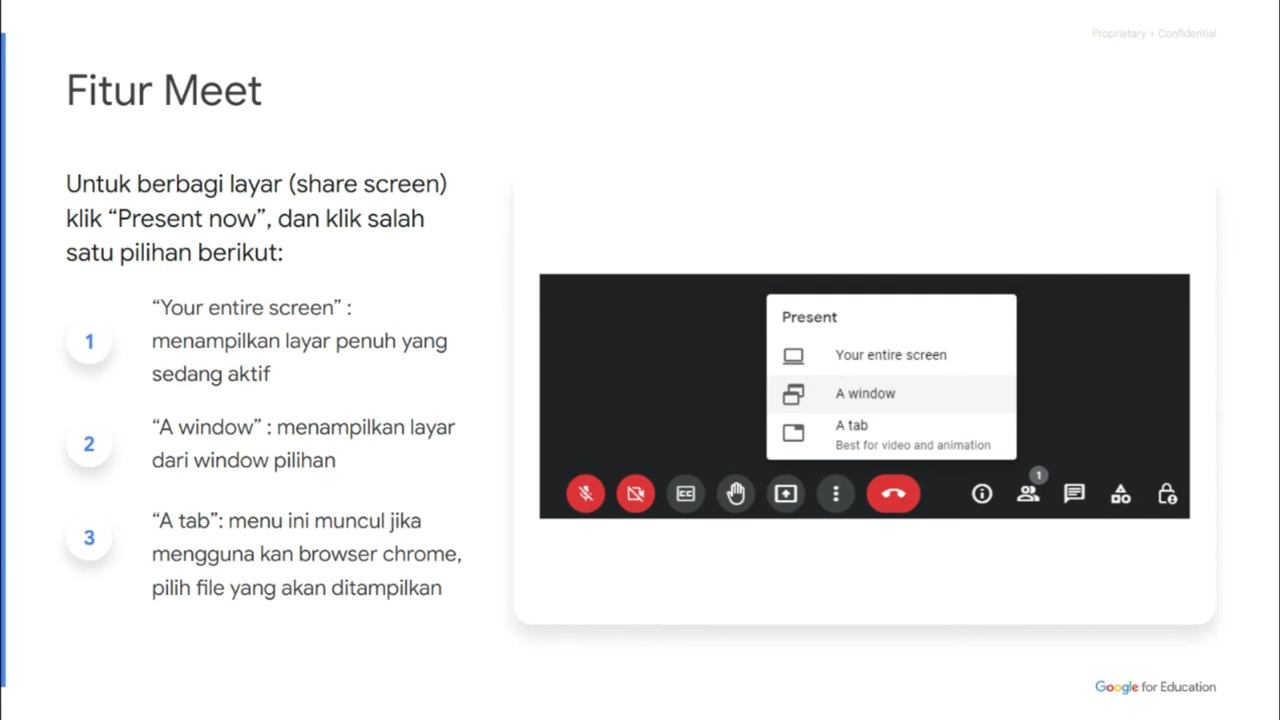 Proprietary + Confidential
Fitur Meet
Untuk berbagi layar (share screen)
klik “Present now”, dan klik salah
satu pilihan berikut:
1
“Your entire screen” :
menampilkan layar penuh yang
sedang aktif
2
“A window” : menampilkan layar
dari window pilihan
3
“A tab”: menu ini muncul jika
mengguna kan browser chrome,
pilih file yang akan ditampilkan
Present
Your entire screen
A window
A tab
Best for video and animation
CC
1
Google for Education